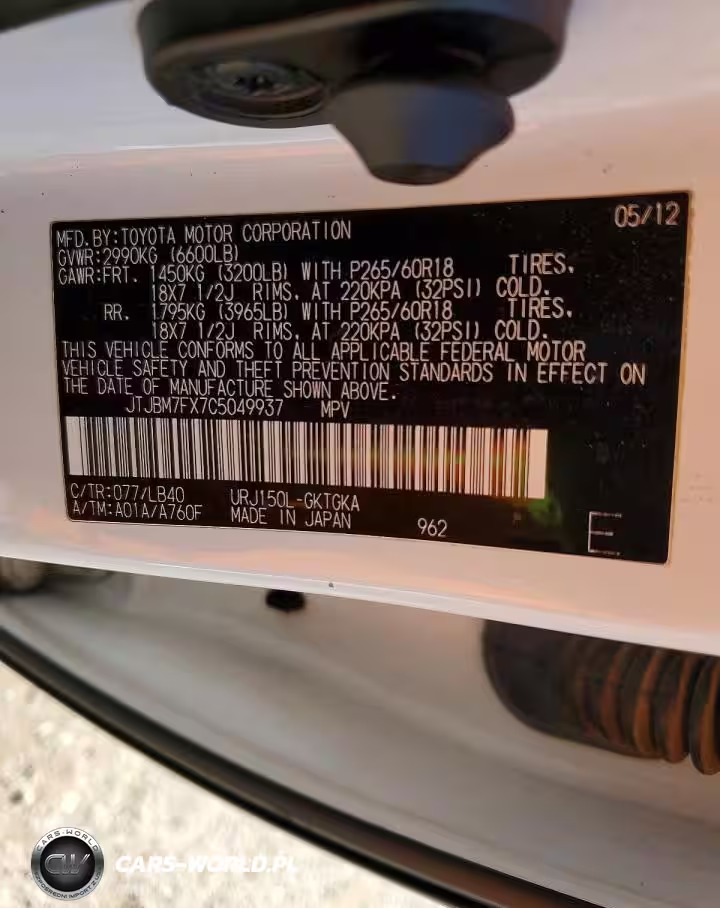 05/12
MFD.BY:TOYOTA MOTOR CORPORATION
GVWR:2990KG (6600LB)
GAWR:FRT. 1450KG (3200LB) WITH P265/60R18 TIRES,
18X7 1/2J RIMS, AT 220KPA (32PSI) COLD.
RR. 1795KG (3965LB) WITH P265/60R18 TIRES,
18X7 1/2J RIMS, AT 220KPA (32PSI) COLD.
THIS VEHICLE CONFORMS TO ALL APPLICABLE FEDERAL MOTOR
VEHICLE SAFETY AND THEFT PREVENTION STANDARDS IN EFFECT ON
THE DATE OF MANUFACTURE SHOWN ABOVE.
JTJBM7FX7C5049937 MPV
C/TR:077/LB40 URJ150L-GKTGKA
A/TM:A01A/A760F MADE IN JAPAN 962 E
CARS-WORLD
CW
CARS-WORLD.PL